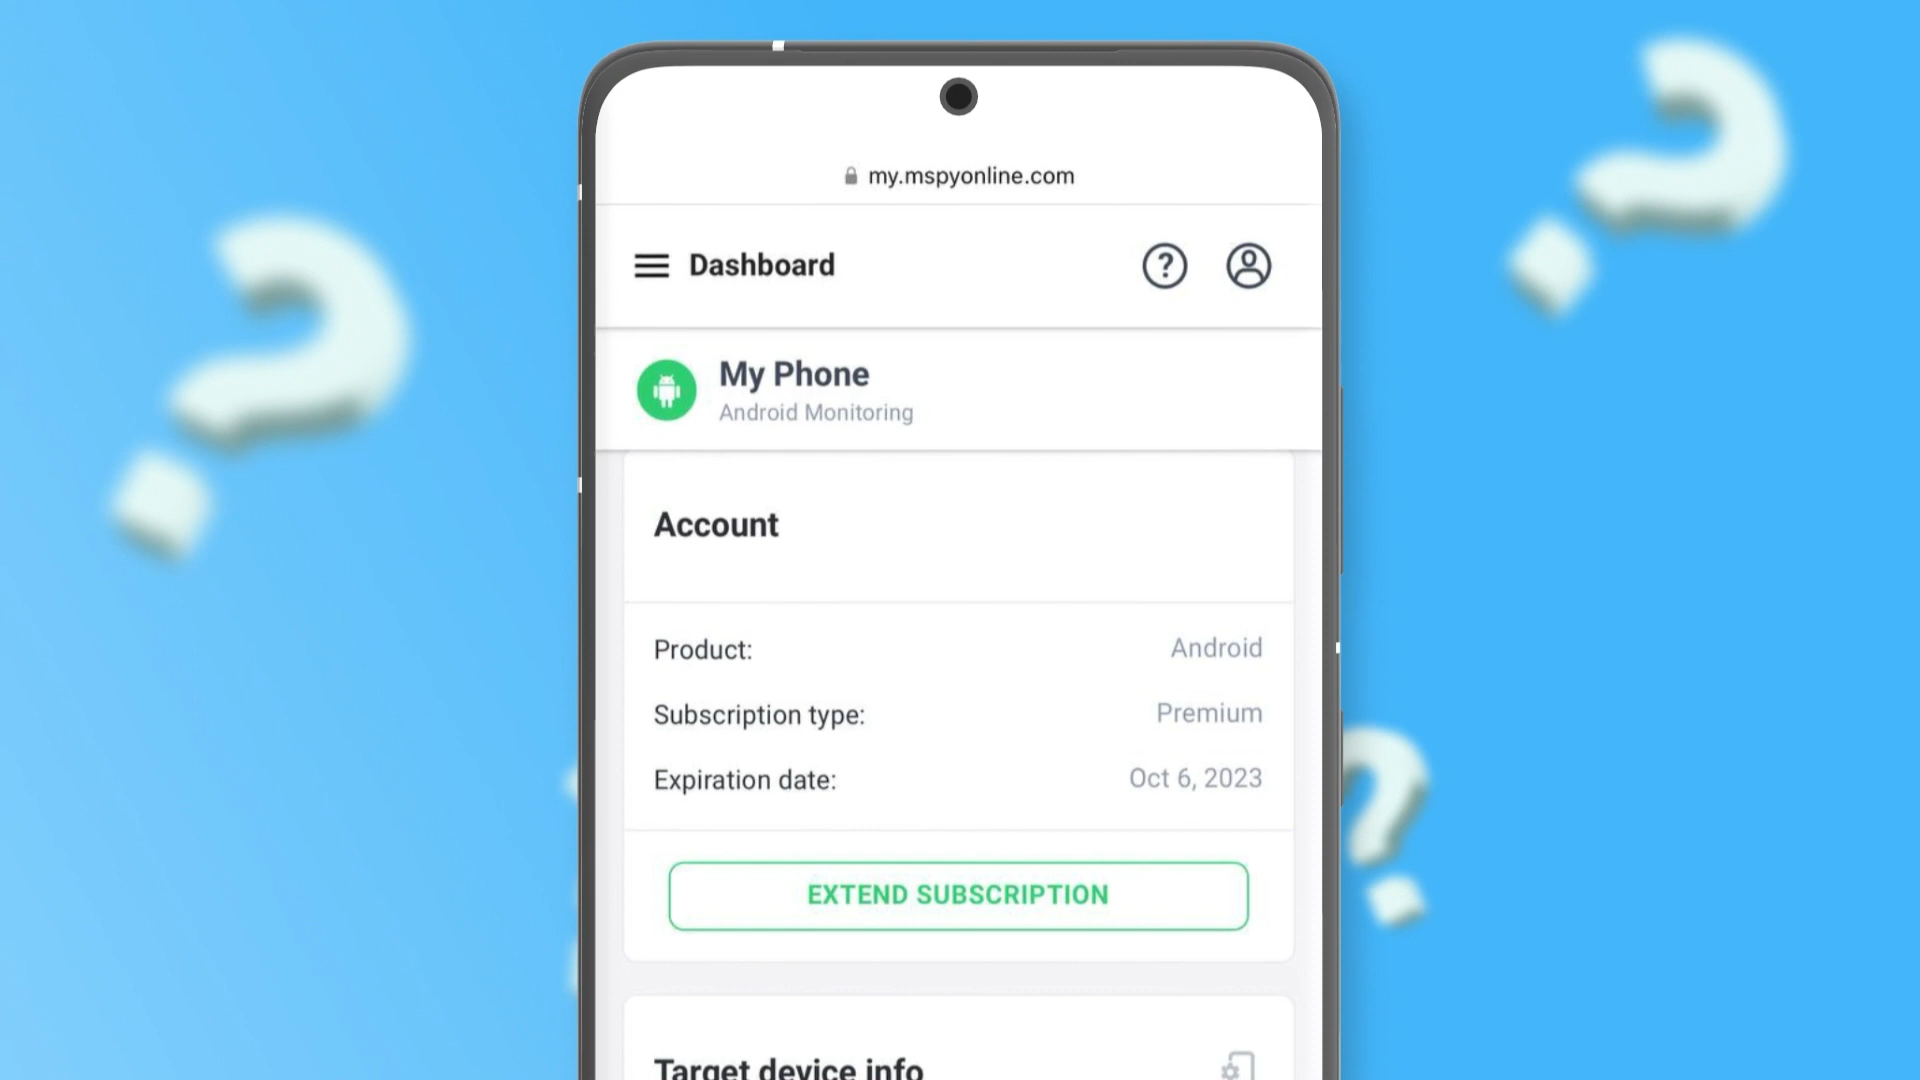 my.mspyonline.com
Dashboard
My Phone
Android Monitoring
Account
Product: Android
Subscription type: Premium
Expiration date: Oct 6, 2023
EXTEND SUBSCRIPTION
Target device info